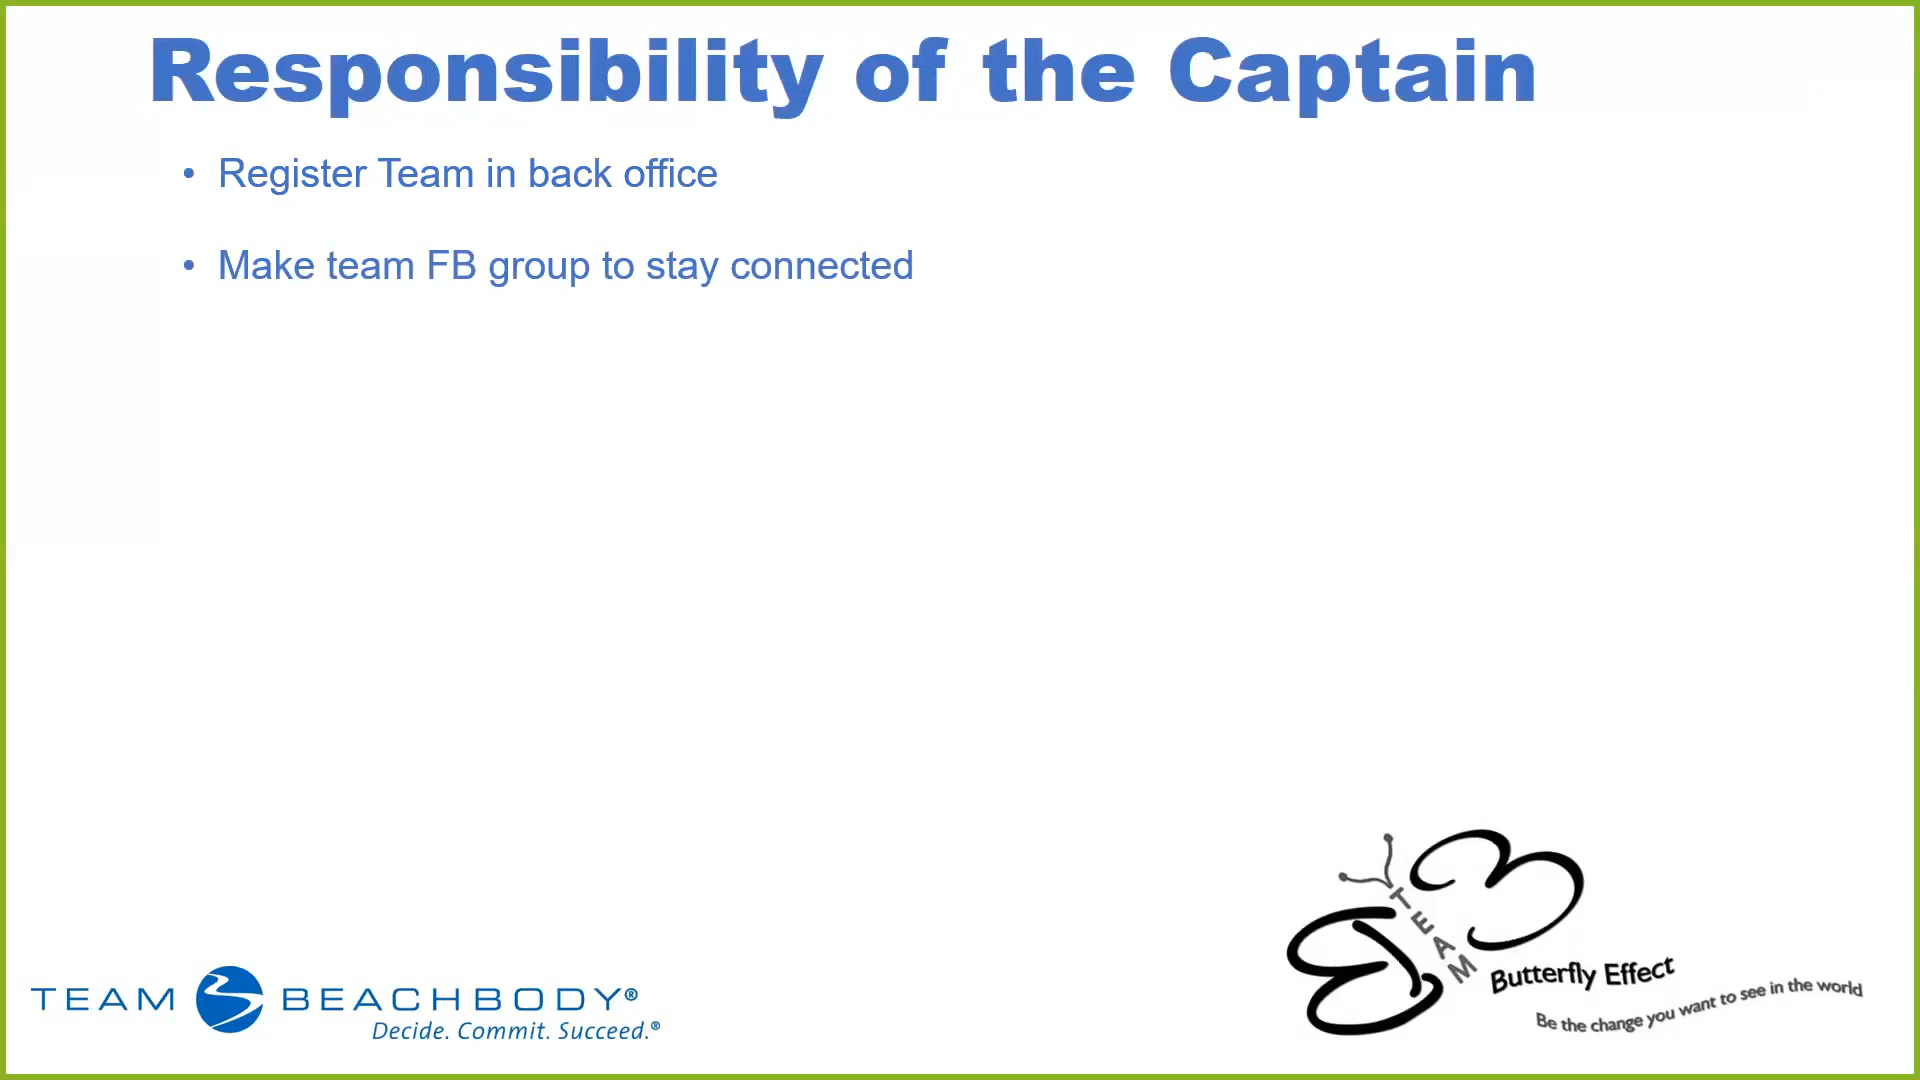 Responsibility of the Captain
• Register Team in back office
• Make team FB group to stay connected
TEAM BEACHBODY®
Decide. Commit. Succeed.®
TEAM
Butterfly Effect
Be the change you want to see in the world